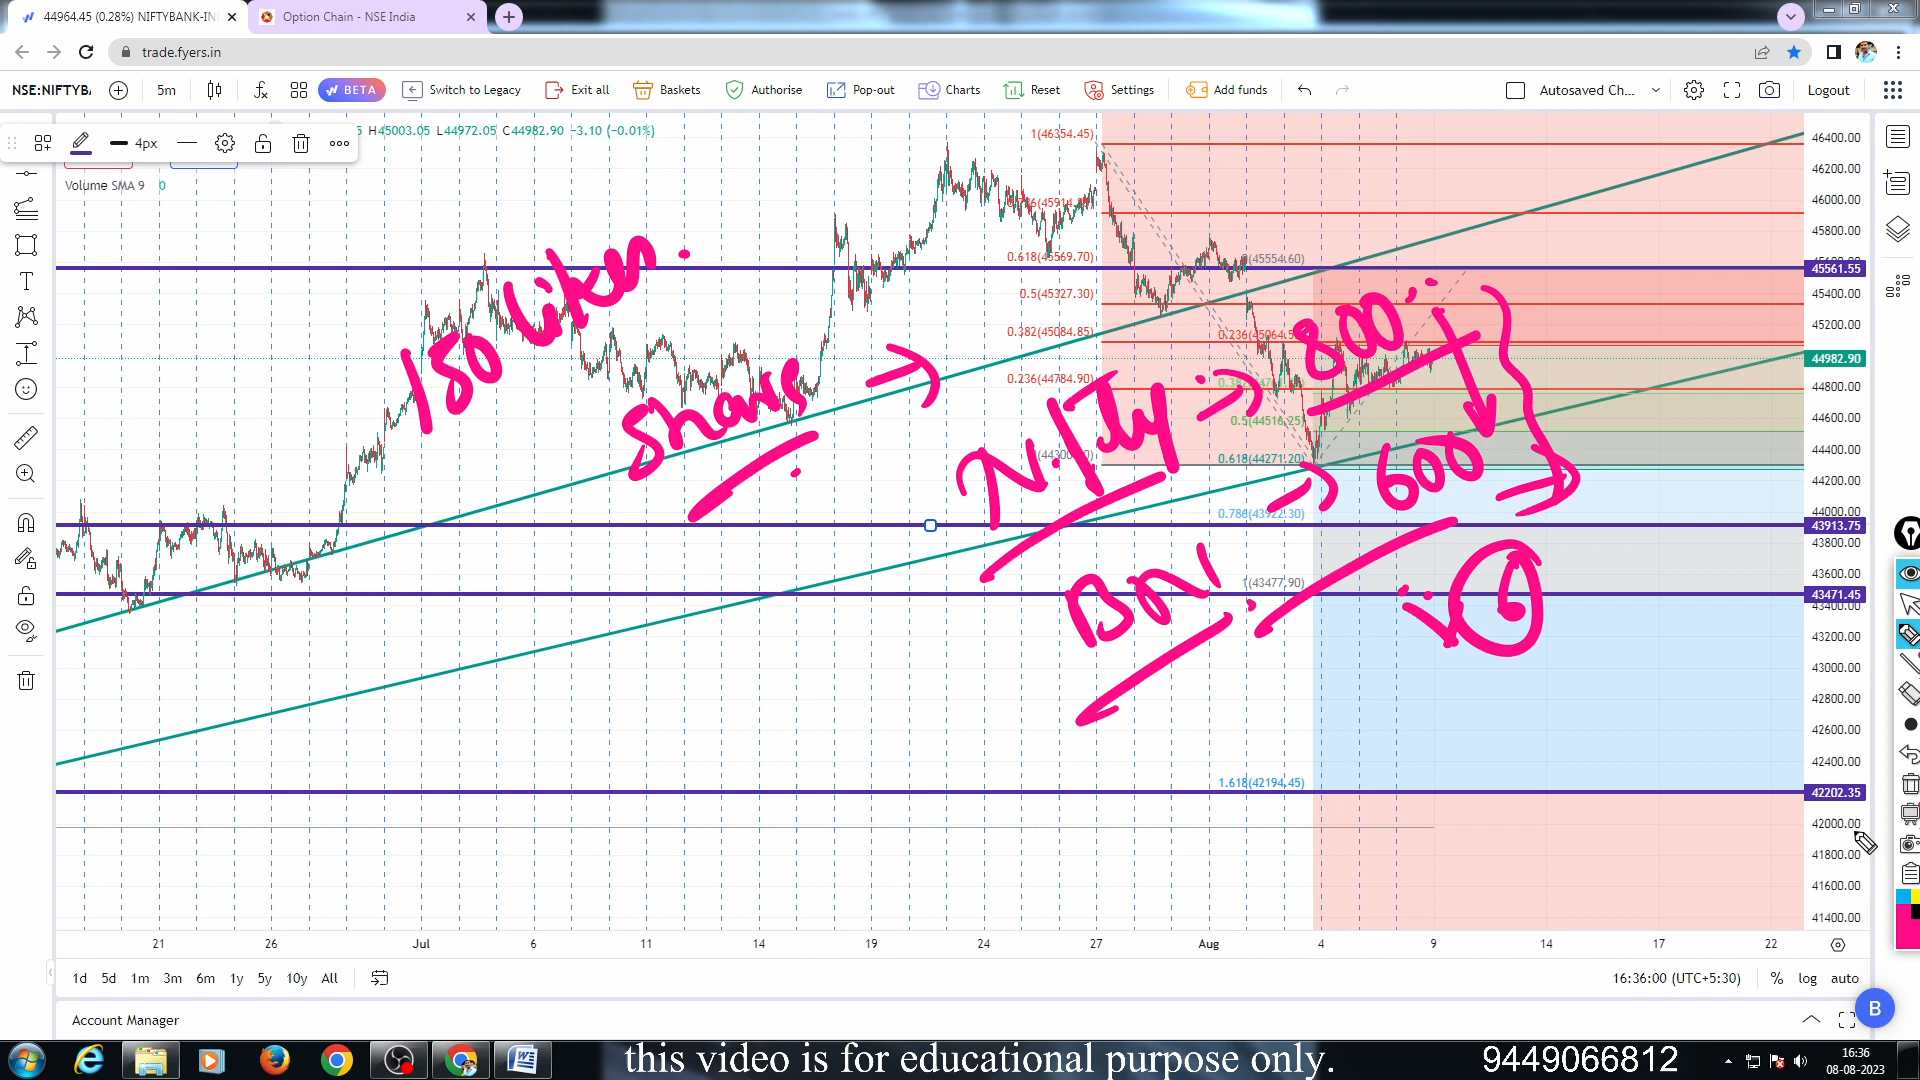 44964.45 (0.28%) NIFTYBANK-IN
Option Chain - NSE India
trade.fyers.in
NSE:NIFTYB
5m
BETA
Switch to Legacy
Exit all
Baskets
Authorise
Pop-out
Charts
Reset
Settings
Add funds
Autosaved Ch...
Logout
4px
5 H45003.05 L44972.05 C44982.90 −3.10 (−0.01%)
Volume SMA 9 0
1(46354.45)
0.618(45569.70)
0(45554.60)
0.5(45327.30)
0.382(45084.85)
0.236(44784.90)
0.5(44516.25)
0.618(44271.20)
0.786(43922.30)
1(43477.90)
1.618(42194.45)
150 likes.
share →
Nifty → 800
BN → 600
46400.00
46200.00
46000.00
45800.00
45561.55
45400.00
45200.00
44982.90
44800.00
44600.00
44400.00
44200.00
44000.00
43913.75
43800.00
43600.00
43471.45
43400.00
43200.00
43000.00
42800.00
42600.00
42400.00
42202.35
42000.00
41800.00
41600.00
41400.00
21 26 Jul 6 11 14 19 24 27 Aug 4 9 14 17 22
1d 5d 1m 3m 6m 1y 5y 10y All
16:36:00 (UTC+5:30) % log auto
B
Account Manager
this video is for educational purpose only.
9449066812
16:36
08-08-2023